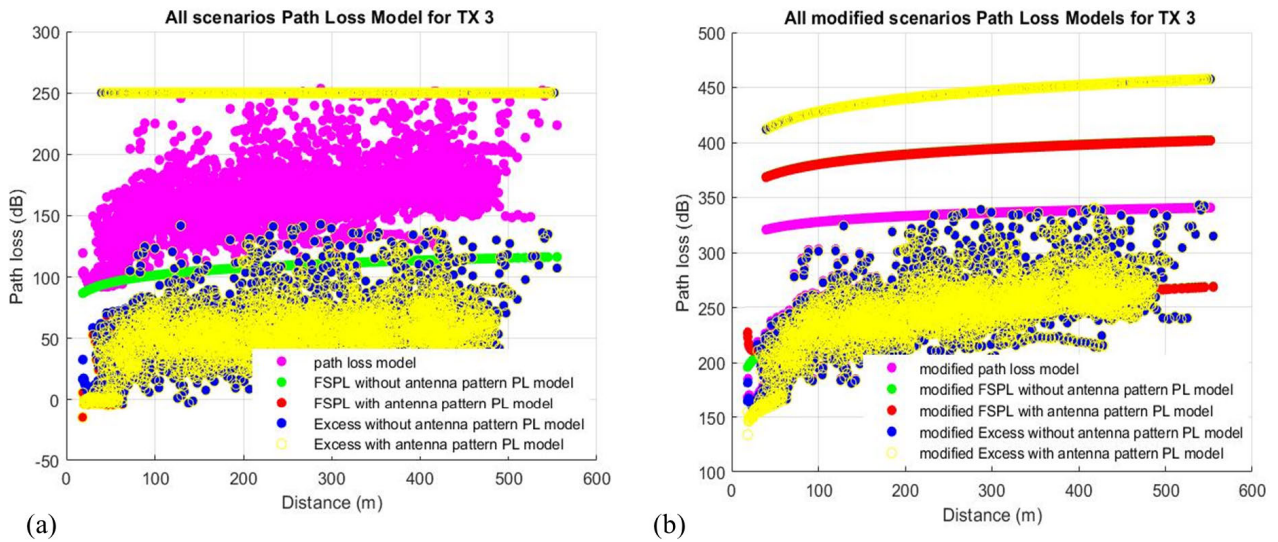 All scenarios Path Loss Model for TX 3
300
250
200
150
100
50
0
-50
Path loss (dB)
path loss model
FSPL without antenna pattern PL model
FSPL with antenna pattern PL model
Excess without antenna pattern PL model
Excess with antenna pattern PL model
0 100 200 300 400 500 600
Distance (m)
(a)
All modified scenarios Path Loss Models for TX 3
500
450
400
350
300
250
200
150
100
Path loss (dB)
modified path loss model
modified FSPL without antenna pattern PL model
modified FSPL with antenna pattern PL model
modified Excess without antenna pattern PL model
modified Excess with antenna pattern PL model
0 100 200 300 400 500 600
Distance (m)
(b)